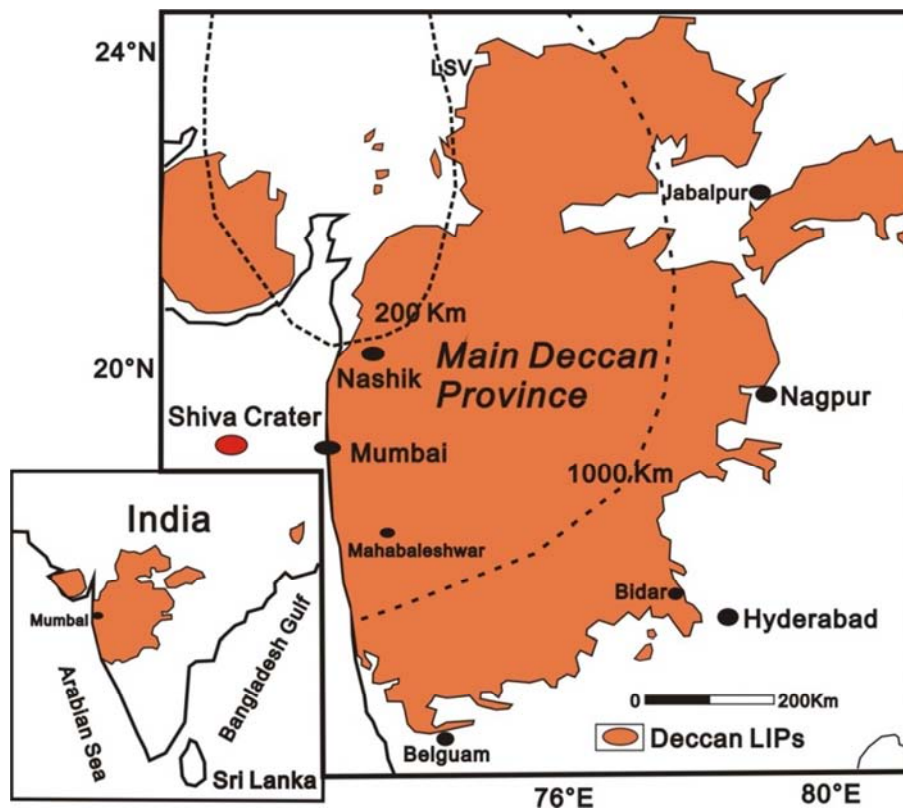 24°N
LSV
Jabalpur
200 Km
Main Deccan
Province
20°N
Nashik
Nagpur
Shiva Crater
Mumbai
1000 Km
India
Mahabaleshwar
Bidar
Mumbai
Hyderabad
Arabian Sea
Bangladesh Gulf
0 200Km
Deccan LIPs
Belguam
Sri Lanka
76°E 80°E